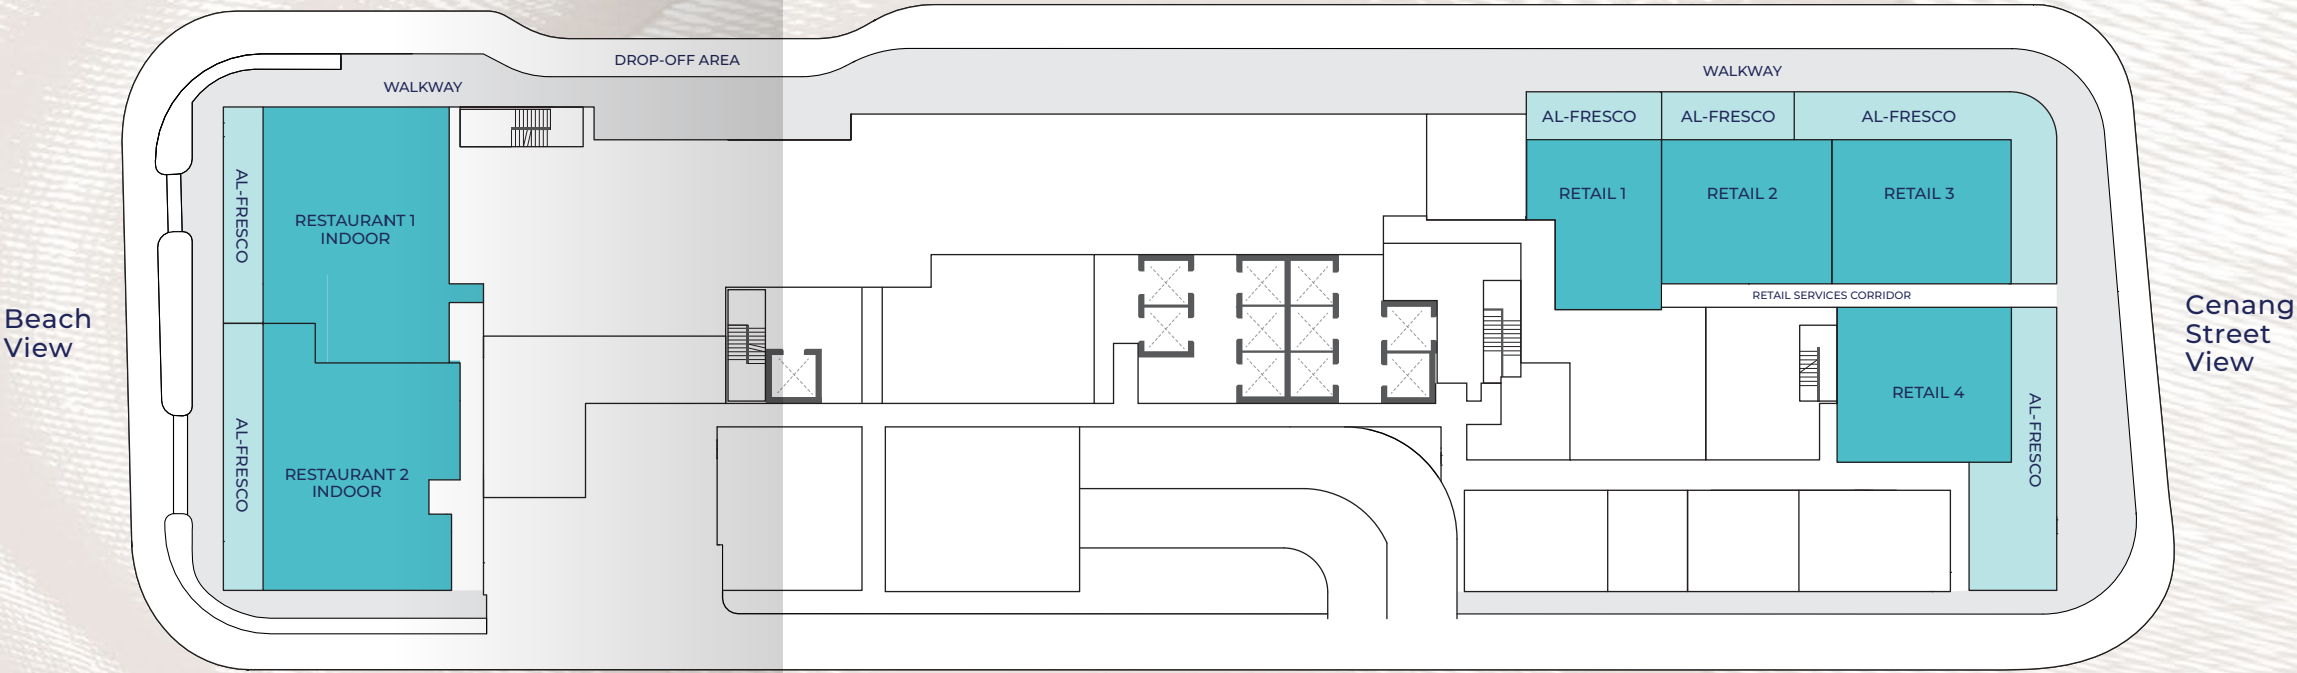 DROP-OFF AREA
WALKWAY
WALKWAY
AL-FRESCO
AL-FRESCO
AL-FRESCO
AL-FRESCO
RESTAURANT 1
INDOOR
RETAIL 1
RETAIL 2
RETAIL 3
RETAIL SERVICES CORRIDOR
Beach
View
Cenang
Street
View
AL-FRESCO
RESTAURANT 2
INDOOR
RETAIL 4
AL-FRESCO